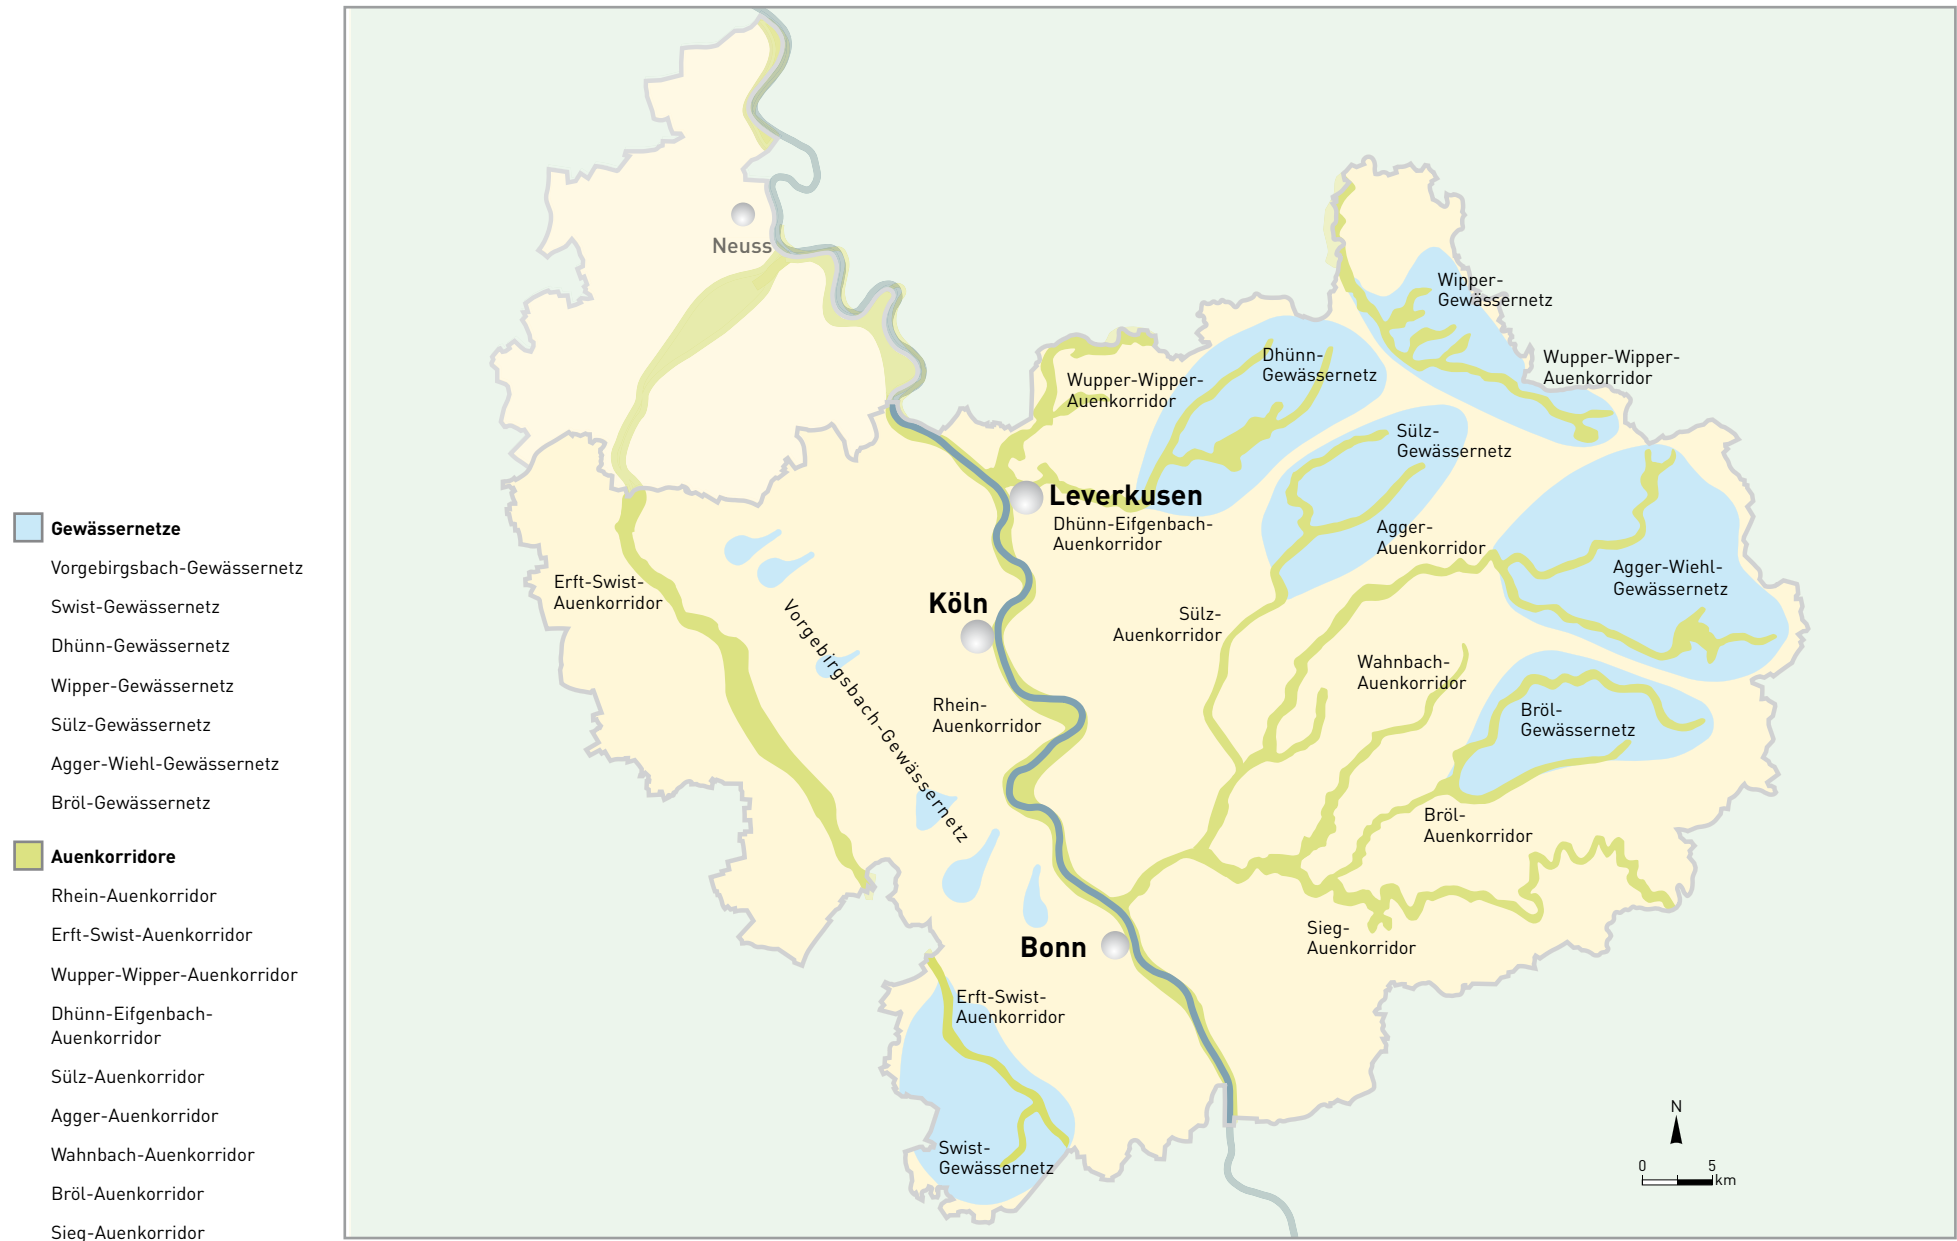 Gewässernetze
Vorgebirgsbach-Gewässernetz
Swist-Gewässernetz
Dhünn-Gewässernetz
Wipper-Gewässernetz
Sülz-Gewässernetz
Agger-Wiehl-Gewässernetz
Bröl-Gewässernetz
Auenkorridore
Rhein-Auenkorridor
Erft-Swist-Auenkorridor
Wupper-Wipper-Auenkorridor
Dhünn-Eifgenbach-
Auenkorridor
Sülz-Auenkorridor
Agger-Auenkorridor
Wahnbach-Auenkorridor
Bröl-Auenkorridor
Sieg-Auenkorridor
Neuss
Wipper-
Gewässernetz
Wupper-Wipper-
Auenkorridor
Dhünn-
Gewässernetz
Wupper-Wipper-
Auenkorridor
Sülz-
Gewässernetz
Leverkusen
Dhünn-Eifgenbach-
Auenkorridor
Agger-
Auenkorridor
Agger-Wiehl-
Gewässernetz
Erft-Swist-
Auenkorridor
Köln
Vorgebirgsbach-Gewässernetz
Sülz-
Auenkorridor
Wahnbach-
Auenkorridor
Rhein-
Auenkorridor
Bröl-
Gewässernetz
Bröl-
Auenkorridor
Sieg-
Auenkorridor
Bonn
Erft-Swist-
Auenkorridor
Swist-
Gewässernetz
N
0 5
km